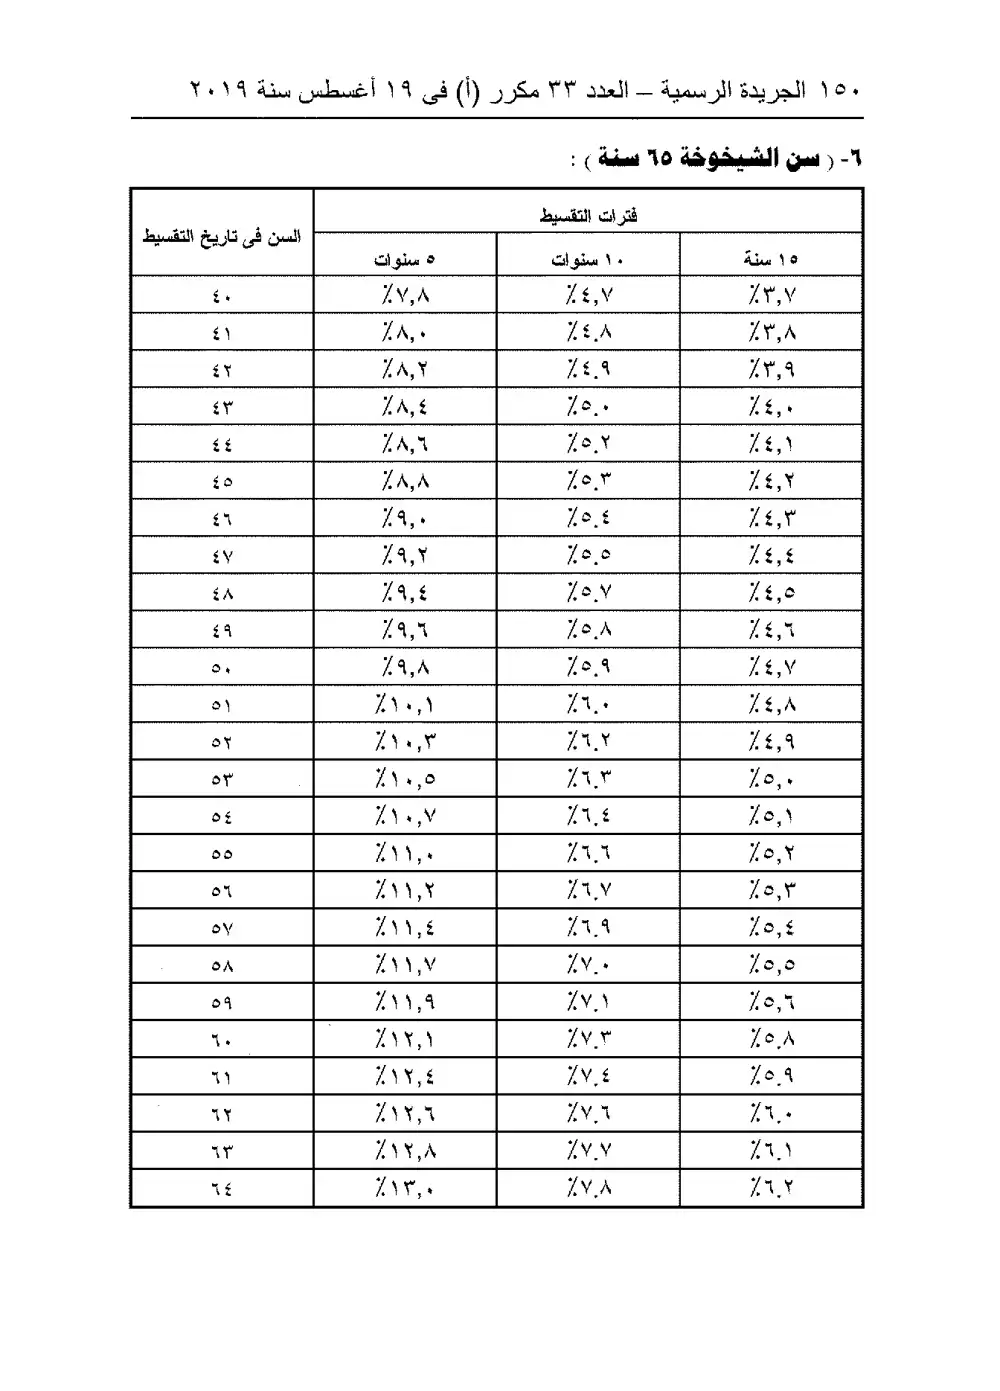 ١٥٠ الجريدة الرسمية – العدد ٣٣ مكرر (أ) فى ١٩ أغسطس سنة ٢٠١٩
٦- ( سن الشيخوخة ٦٥ سنة ) :
فترات التقسيط السن فى تاريخ التقسيط
١٥ سنة ١٠ سنوات ٥ سنوات
٣,٧٪ ٤,٧٪ ٧,٨٪ ٤٠
٣,٨٪ ٤.٨٪ ٨,٠٪ ٤١
٣,٩٪ ٤.٩٪ ٨,٢٪ ٤٢
٤,٠٪ ٥.٠٪ ٨,٤٪ ٤٣
٤,١٪ ٥.٢٪ ٨,٦٪ ٤٤
٤,٢٪ ٥.٣٪ ٨,٨٪ ٤٥
٤,٣٪ ٥.٤٪ ٩,٠٪ ٤٦
٤,٤٪ ٥.٥٪ ٩,٢٪ ٤٧
٤,٥٪ ٥.٧٪ ٩,٤٪ ٤٨
٤,٦٪ ٥.٨٪ ٩,٦٪ ٤٩
٤,٧٪ ٥.٩٪ ٩,٨٪ ٥٠
٤,٨٪ ٦.٠٪ ١٠,١٪ ٥١
٤,٩٪ ٦.٢٪ ١٠,٣٪ ٥٢
٥,٠٪ ٦.٣٪ ١٠,٥٪ ٥٣
٥,١٪ ٦.٤٪ ١٠,٧٪ ٥٤
٥,٢٪ ٦.٦٪ ١١,٠٪ ٥٥
٥,٣٪ ٦.٧٪ ١١,٢٪ ٥٦
٥,٤٪ ٦.٩٪ ١١,٤٪ ٥٧
٥,٥٪ ٧.٠٪ ١١,٧٪ ٥٨
٥,٦٪ ٧.١٪ ١١,٩٪ ٥٩
٥.٨٪ ٧.٣٪ ١٢,١٪ ٦٠
٥.٩٪ ٧.٤٪ ١٢,٤٪ ٦١
٦.٠٪ ٧.٦٪ ١٢,٦٪ ٦٢
٦.١٪ ٧.٧٪ ١٢,٨٪ ٦٣
٦.٢٪ ٧.٨٪ ١٣,٠٪ ٦٤